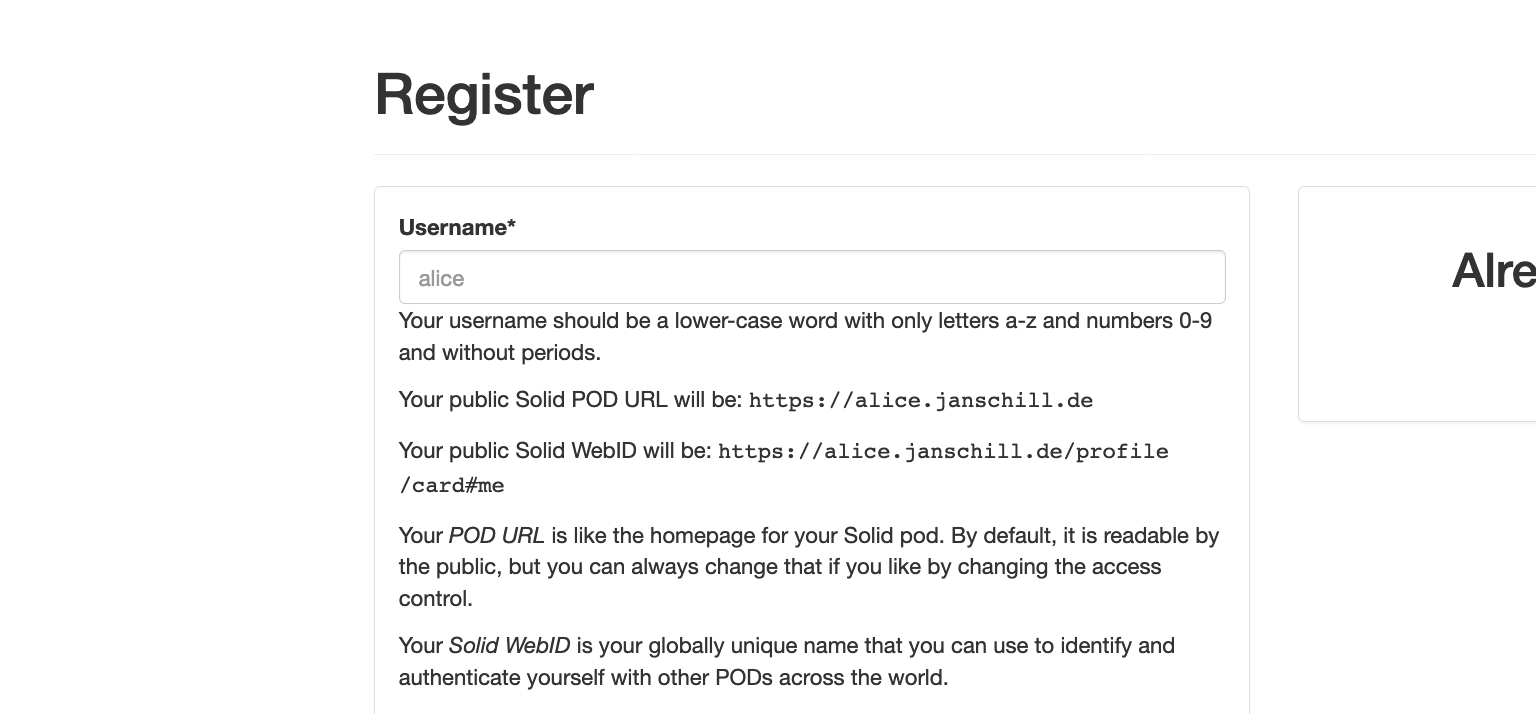 Register
Username*
alice
Your username should be a lower-case word with only letters a-z and numbers 0-9
and without periods.
Your public Solid POD URL will be: https://alice.janschill.de
Your public Solid WebID will be: https://alice.janschill.de/profile
/card#me
Your POD URL is like the homepage for your Solid pod. By default, it is readable by
the public, but you can always change that if you like by changing the access
control.
Your Solid WebID is your globally unique name that you can use to identify and
authenticate yourself with other PODs across the world.
Alre